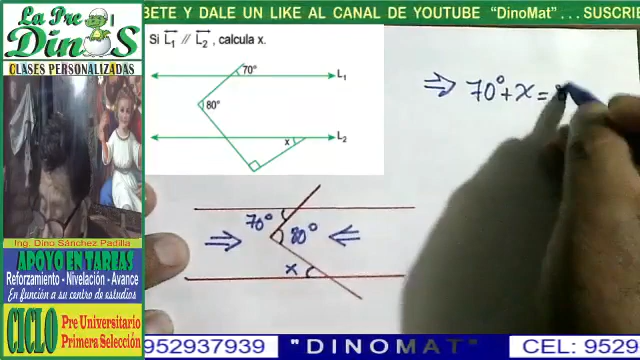 BETE Y DALE UN LIKE AL CANAL DE YOUTUBE "DinoMat"... SUSCRIE
La Pre
DinoS
CLASES PERSONALIZADAS
Si L₁ // L₂, calcula x.
70°
L₁
80°
x
L₂
⇒ 70° + x =
70°
⇒ 80° ⇐
x
Ing. Dino Sánchez Padilla
APOYO EN TAREAS
Reforzamiento - Nivelación - Avance
En función a su centro de estudios
CICLO Pre Universitario
Primera Selección
952937939 "DINOMAT" CEL: 9529